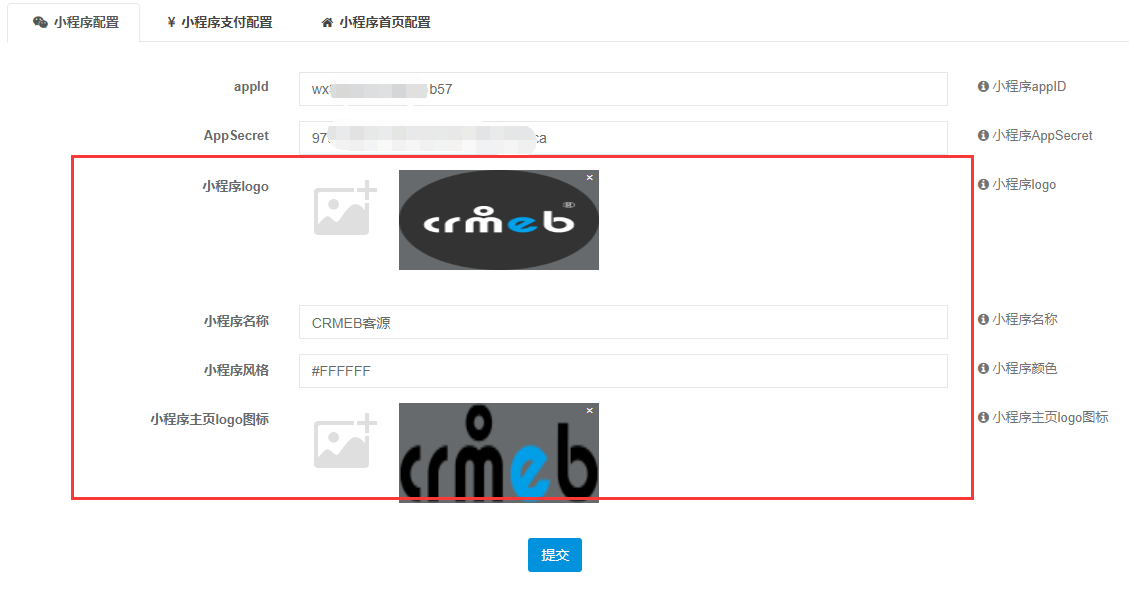 小程序配置 ¥ 小程序支付配置 小程序首页配置
appId wx b57 小程序appID
AppSecret 97 ca 小程序AppSecret
小程序logo crmeb ® 小程序logo
小程序名称 CRMEB客源 小程序名称
小程序风格 #FFFFFF 小程序颜色
小程序主页logo图标 crmeb 小程序主页logo图标
提交